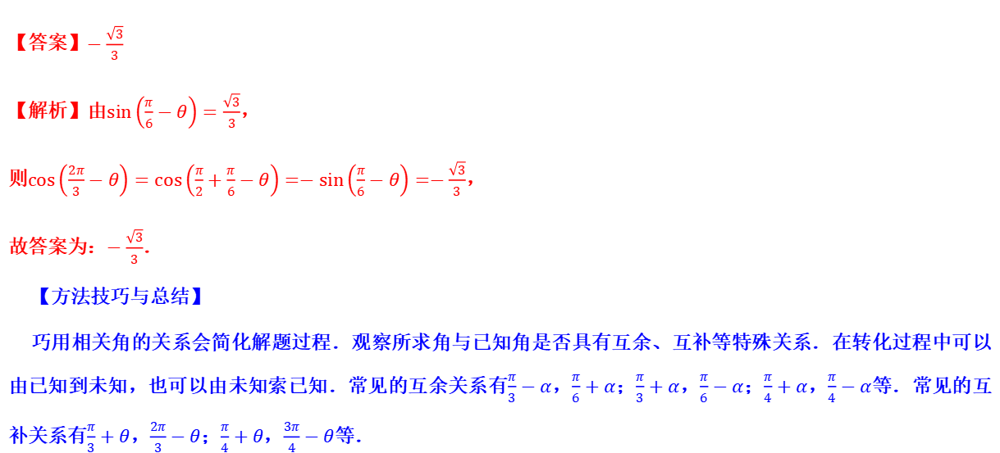 【答案】$-\frac{\sqrt{3}}{3}$
【解析】由$\sin\left(\frac{\pi}{6}-\theta\right)=\frac{\sqrt{3}}{3}$，
则$\cos\left(\frac{2\pi}{3}-\theta\right)=\cos\left(\frac{\pi}{2}+\frac{\pi}{6}-\theta\right)=-\sin\left(\frac{\pi}{6}-\theta\right)=-\frac{\sqrt{3}}{3}$，
故答案为：$-\frac{\sqrt{3}}{3}$．
【方法技巧与总结】
巧用相关角的关系会简化解题过程．观察所求角与已知角是否具有互余、互补等特殊关系．在转化过程中可以
由已知到未知，也可以由未知索已知．常见的互余关系有$\frac{\pi}{3}-\alpha$，$\frac{\pi}{6}+\alpha$；$\frac{\pi}{3}+\alpha$，$\frac{\pi}{6}-\alpha$；$\frac{\pi}{4}+\alpha$，$\frac{\pi}{4}-\alpha$等．常见的互
补关系有$\frac{\pi}{3}+\theta$，$\frac{2\pi}{3}-\theta$；$\frac{\pi}{4}+\theta$，$\frac{3\pi}{4}-\theta$等．